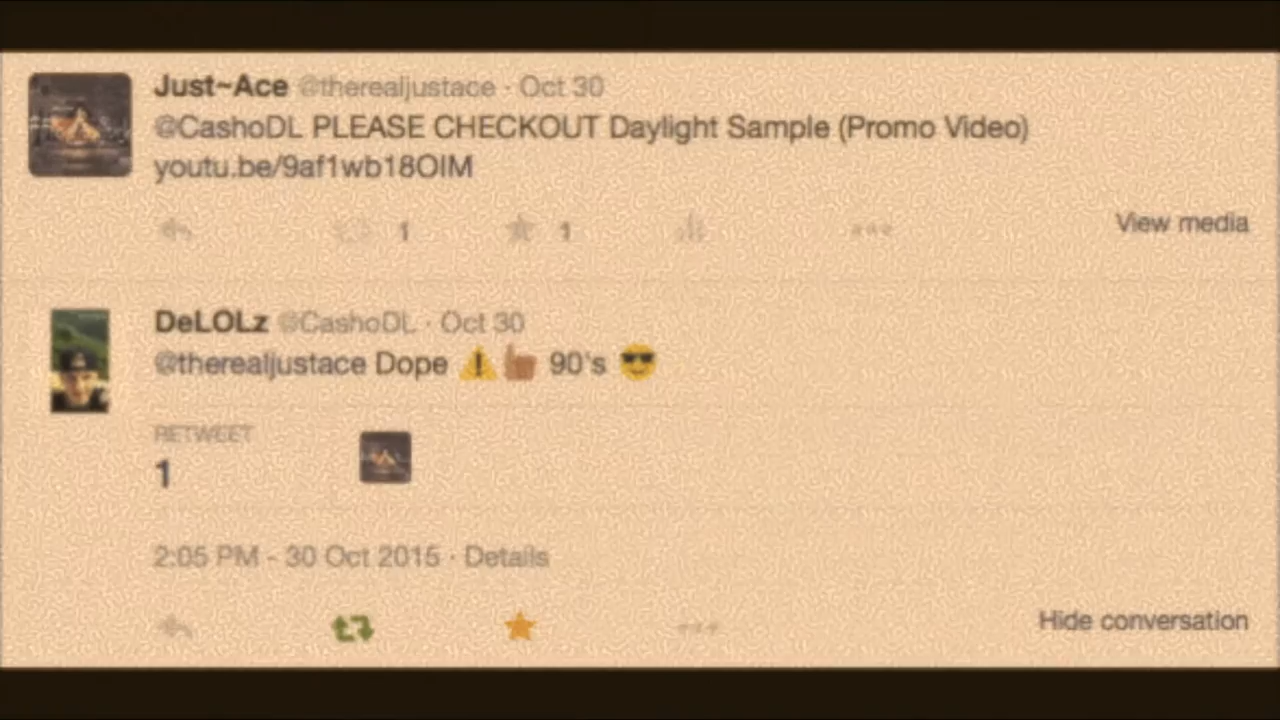 Just~Ace @therealjustace · Oct 30
@CashoDL PLEASE CHECKOUT Daylight Sample (Promo Video)
youtu.be/9af1wb18OIM
1 1 View media
DeLOLz @CashoDL · Oct 30
@therealjustace Dope ⚠️👍🏾 90's 😎
RETWEET
1
2:05 PM - 30 Oct 2015 · Details
Hide conversation